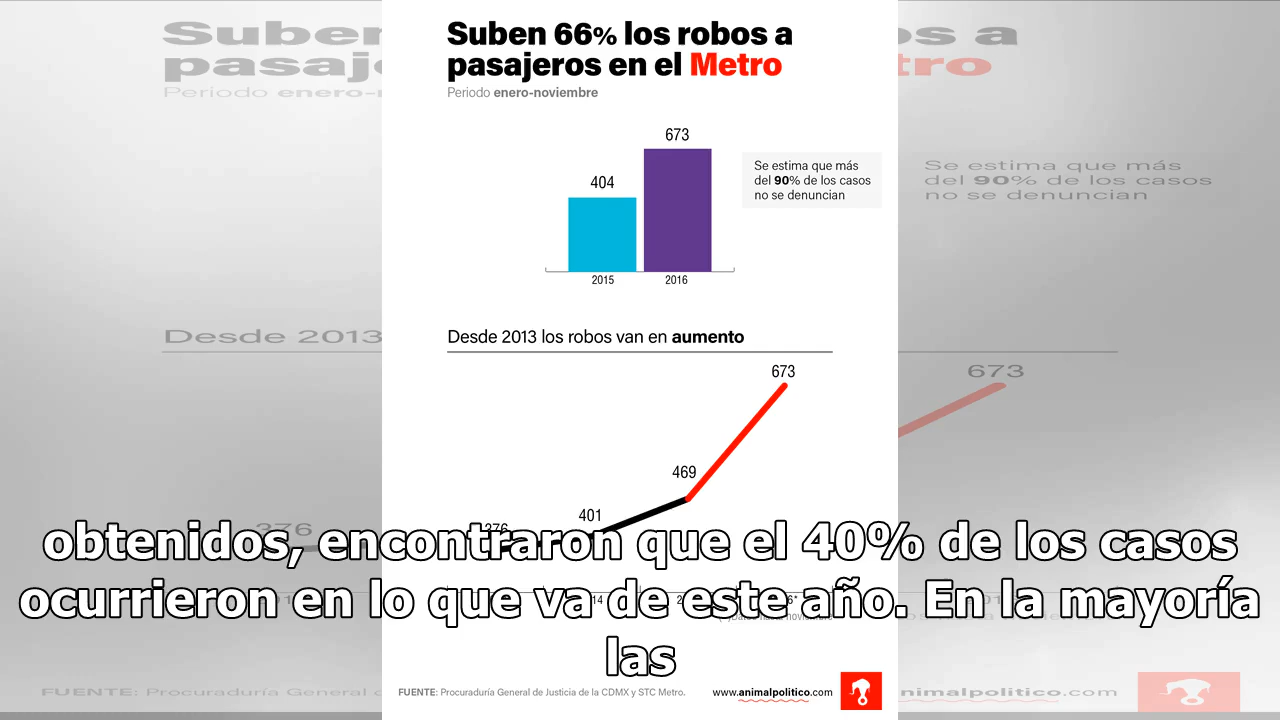 Suben 66% los robos a
pasajeros en el Metro
Periodo enero-noviembre
673
404
Se estima que más
del 90% de los casos
no se denuncian
2015
2016
Desde 2013 los robos van en aumento
673
469
401
376
obtenidos, encontraron que el 40% de los casos
ocurrieron en lo que va de este año. En la mayoría
las
FUENTE: Procuraduría General de Justicia de la CDMX y STC Metro.
www.animalpolitico.com